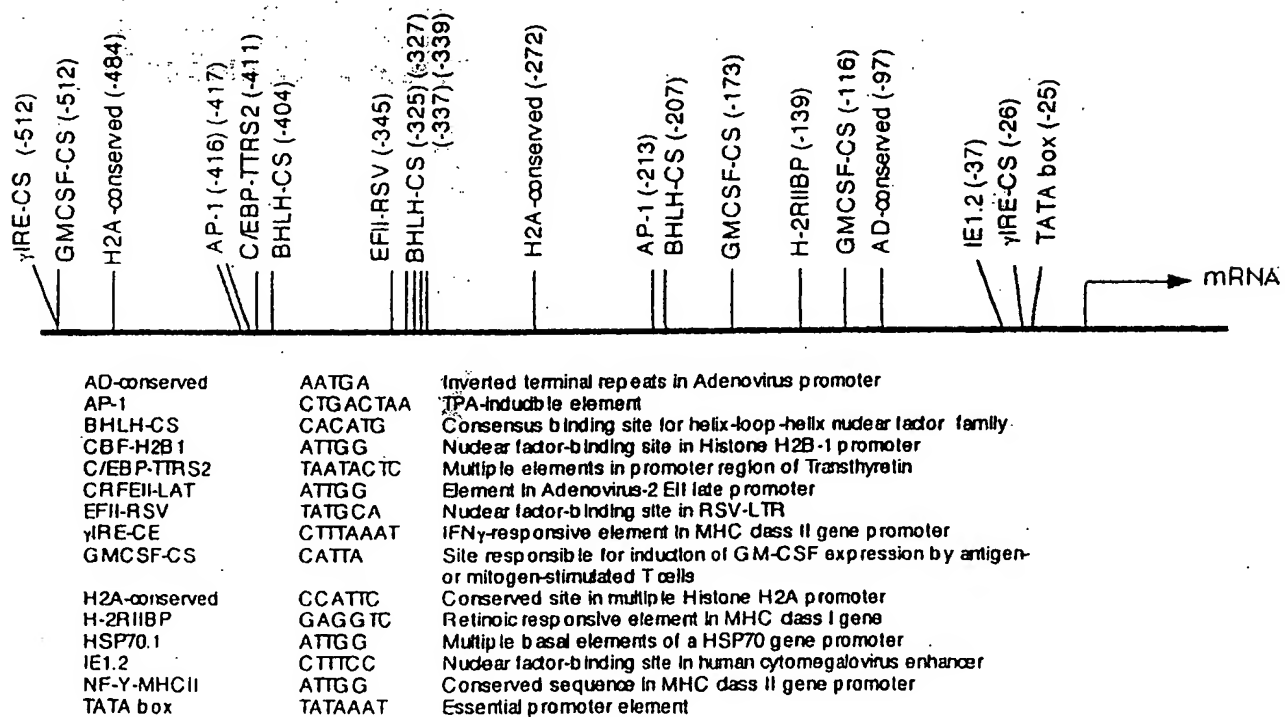 γIRE-CS (-512)
GMCSF-CS (-512)
H2A-conserved (-484)
AP-1 (-416) (-417)
C/EBP-TTRS2 (-411)
BHLH-CS (-404)
EFII-RSV (-345)
BHLH-CS (-325) (-327)
(-337) (-339)
H2A-conserved (-272)
AP-1 (-213)
BHLH-CS (-207)
GMCSF-CS (-173)
H-2RIIBP (-139)
GMCSF-CS (-116)
AD-conserved (-97)
IE1.2 (-37)
γIRE-CS (-26)
TATA box (-25)
mRNA
AD-conserved AATGA Inverted terminal repeats in Adenovirus promoter
AP-1 CTGACTAA TPA-inducible element
BHLH-CS CACATG Consensus binding site for helix-loop-helix nuclear factor family
CBF-H2B1 ATTGG Nuclear factor-binding site in Histone H2B-1 promoter
C/EBP-TTRS2 TAATACTC Multiple elements in promoter region of Transthyretin
CRFEII-LAT ATTGG Element in Adenovirus-2 EII late promoter
EFII-RSV TATGCA Nuclear factor-binding site in RSV-LTR
γIRE-CE CTTTAAAT IFNγ-responsive element in MHC class II gene promoter
GMCSF-CS CATTA Site responsible for induction of GM-CSF expression by antigen-
or mitogen-stimulated T cells
H2A-conserved CCATTC Conserved site in multiple Histone H2A promoter
H-2RIIBP GAGGTC Retinoic responsive element in MHC class I gene
HSP70.1 ATTGG Multiple basal elements of a HSP70 gene promoter
IE1.2 CTTTCC Nuclear factor-binding site in human cytomegalovirus enhancer
NF-Y-MHCII ATTGG Conserved sequence in MHC class II gene promoter
TATA box TATAAAT Essential promoter element